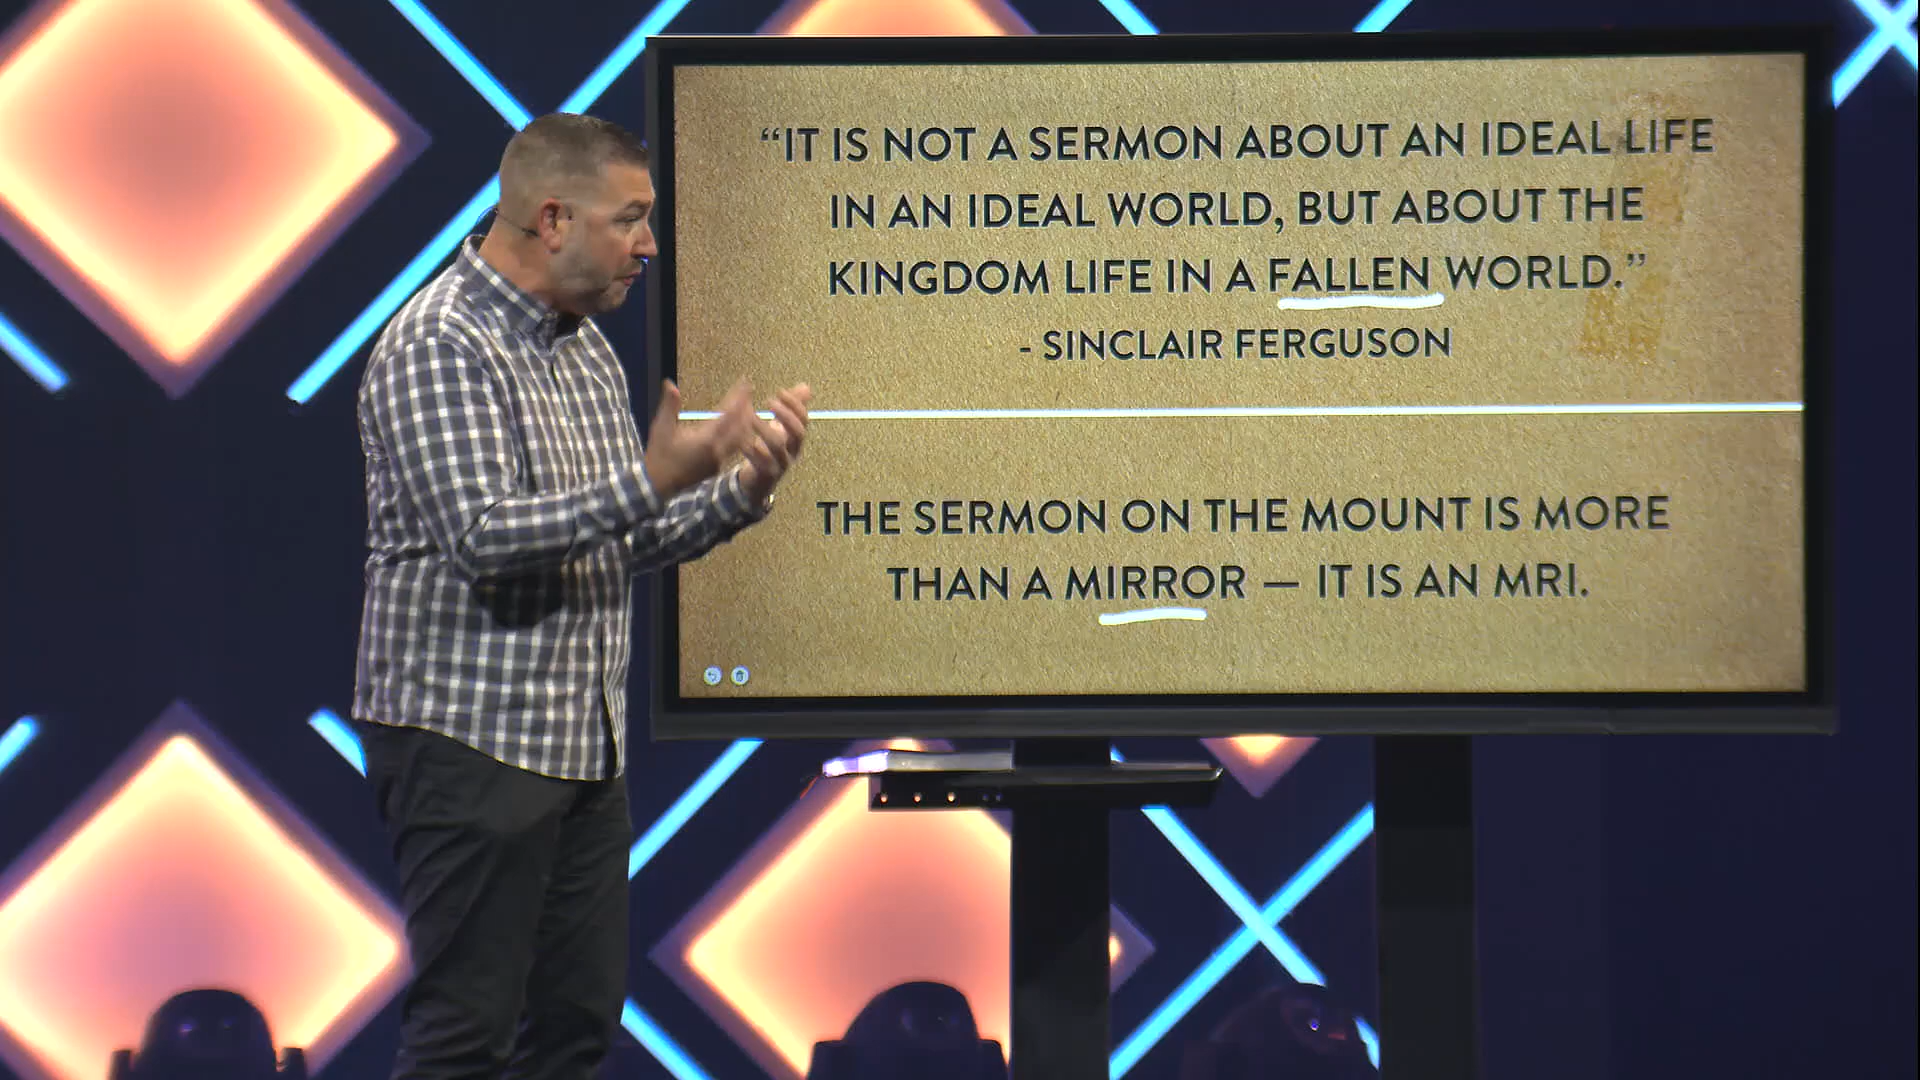 “IT IS NOT A SERMON ABOUT AN IDEAL LIFE
IN AN IDEAL WORLD, BUT ABOUT THE
KINGDOM LIFE IN A FALLEN WORLD.”
- SINCLAIR FERGUSON
THE SERMON ON THE MOUNT IS MORE
THAN A MIRROR — IT IS AN MRI.